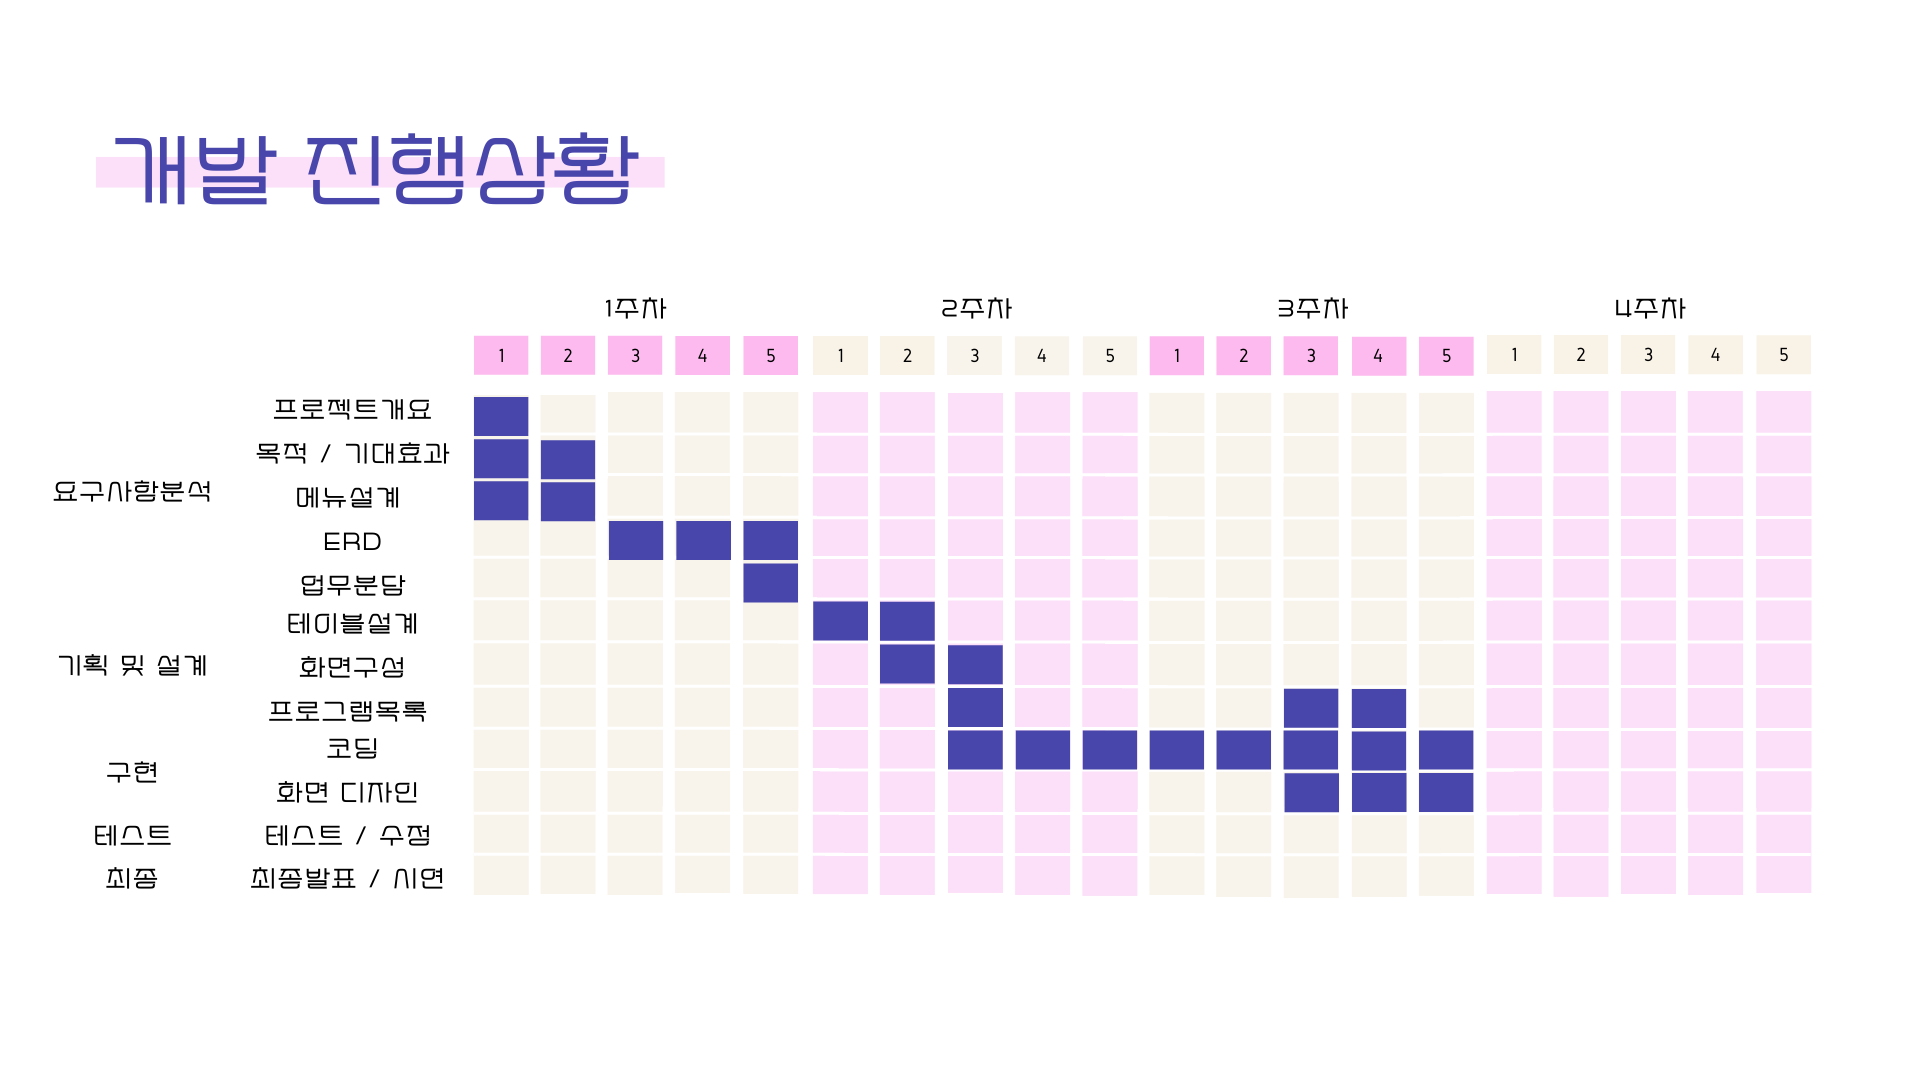 개발 진행상황
1주차 2주차 3주차 4주차
1 2 3 4 5 1 2 3 4 5 1 2 3 4 5 1 2 3 4 5
프로젝트개요
목적 / 기대효과
요구사항분석
메뉴설계
ERD
업무분담
테이블설계
기획 및 설계
화면구성
프로그램목록
코딩
구현
화면 디자인
테스트 테스트 / 수정
최종 최종발표 / 시연